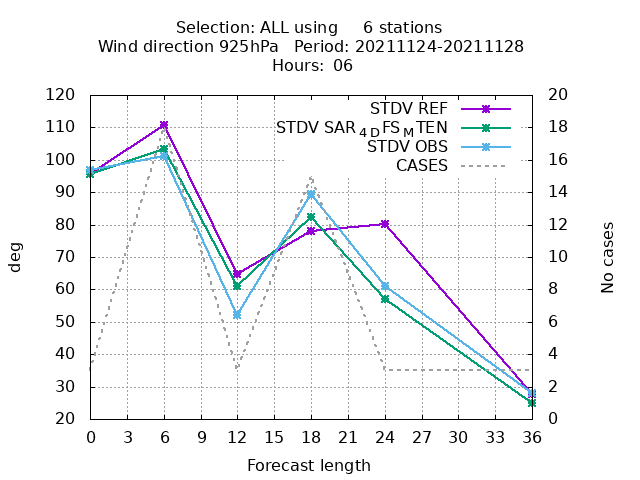 Selection: ALL using     6 stations
Wind direction 925hPa   Period: 20211124-20211128
Hours:  06
STDV REF
STDV SAR4DFSMTEN
STDV OBS
CASES
120
110
100
90
80
70
60
50
40
30
20
deg
20
18
16
14
12
10
8
6
4
2
0
No cases
0 3 6 9 12 15 18 21 24 27 30 33 36
Forecast length